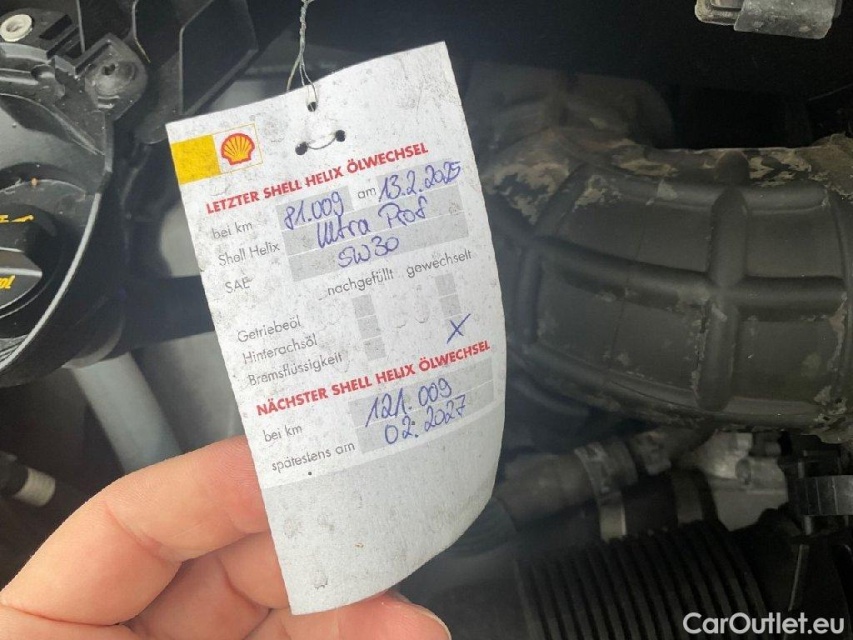 LETZTER SHELL HELIX ÖLWECHSEL
bei km 81.009 am 13.2.2025
Shell Helix Ultra Prof
SAE 5W30
nachgefüllt gewechselt
Getriebeöl
Hinterachsöl
Bremsflüssigkeit X
NÄCHSTER SHELL HELIX ÖLWECHSEL
bei km 121.009
spätestens am 02.2027
CarOutlet.eu